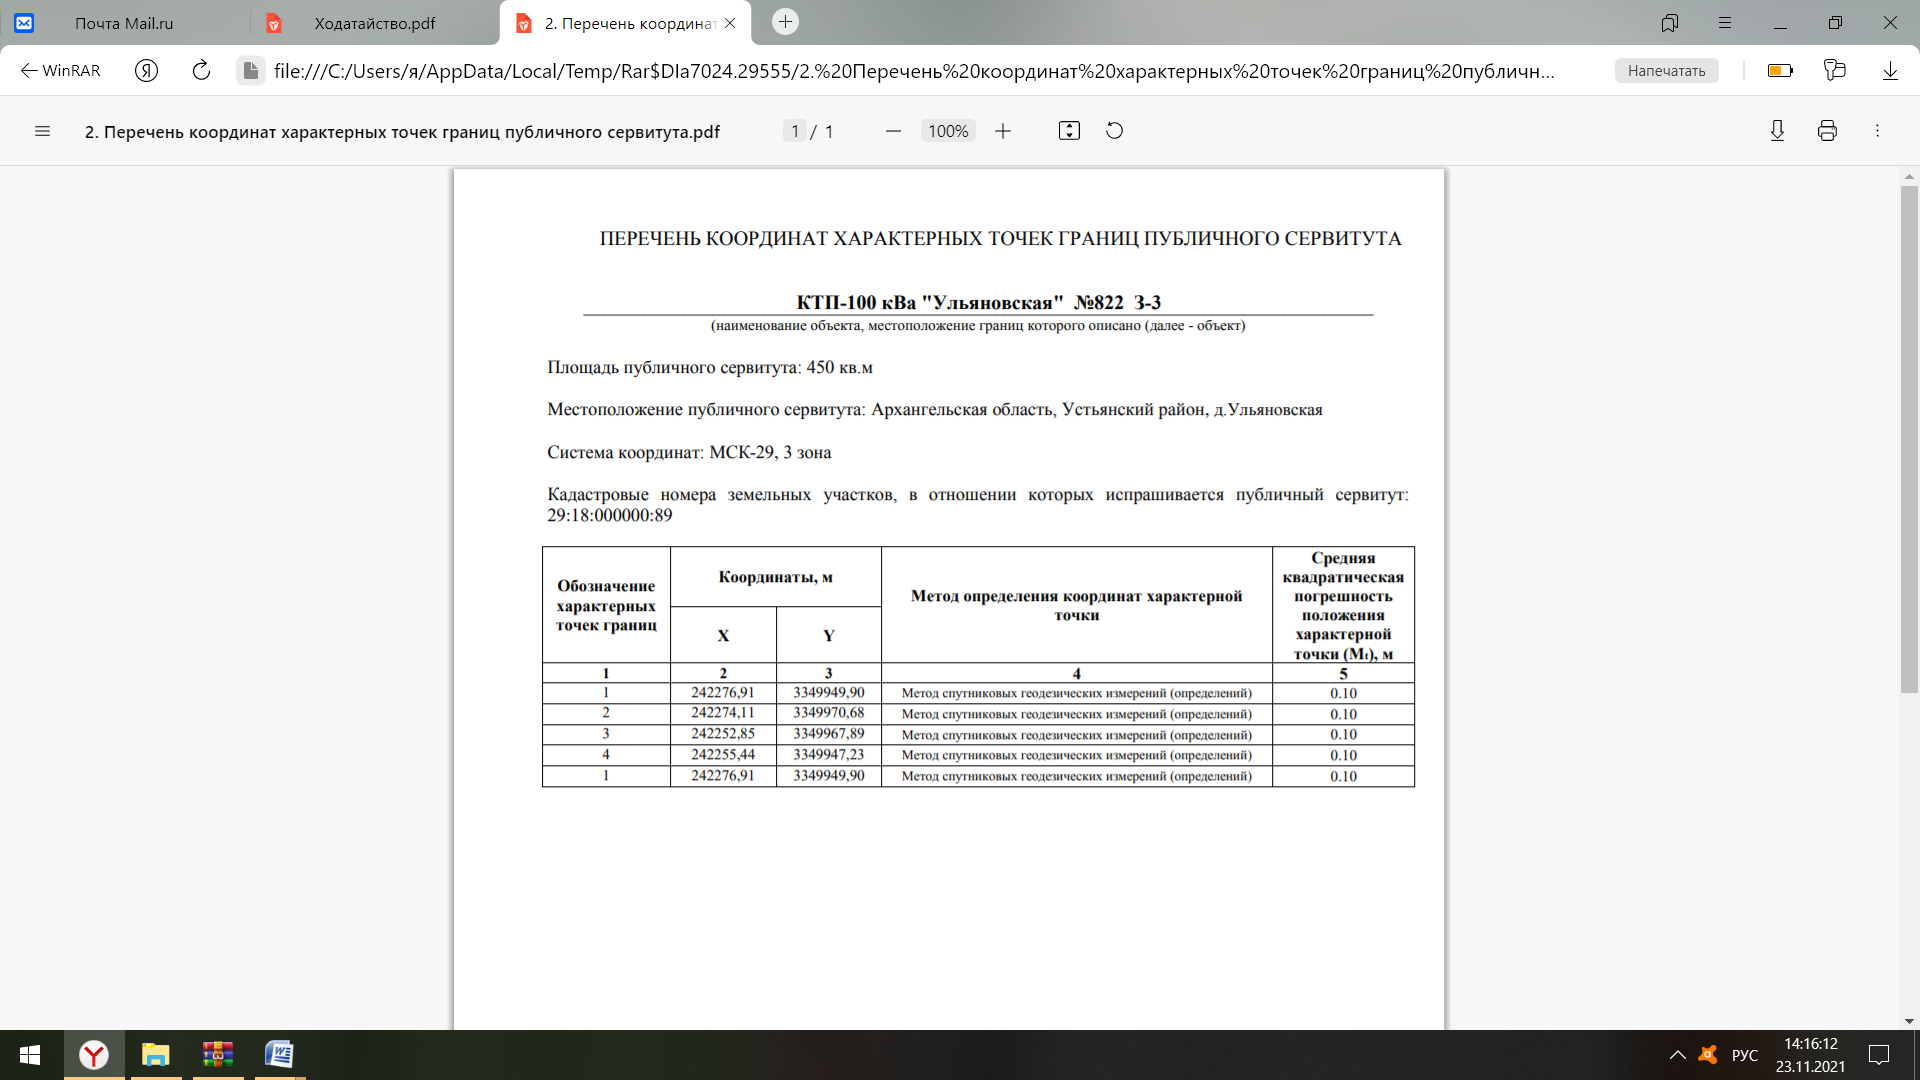 Почта Mail.ru
Ходатайство.pdf
2. Перечень координат
WinRAR
file:///C:/Users/я/AppData/Local/Temp/Rar$DIa7024.29555/2.%20Перечень%20координат%20характерных%20точек%20границ%20публичн...
Напечатать
2. Перечень координат характерных точек границ публичного сервитута.pdf
1 / 1
100%
ПЕРЕЧЕНЬ КООРДИНАТ ХАРАКТЕРНЫХ ТОЧЕК ГРАНИЦ ПУБЛИЧНОГО СЕРВИТУТА
КТП-100 кВа "Ульяновская" №822 З-3
(наименование объекта, местоположение границ которого описано (далее - объект)
Площадь публичного сервитута: 450 кв.м
Местоположение публичного сервитута: Архангельская область, Устьянский район, д.Ульяновская
Система координат: МСК-29, 3 зона
Кадастровые номера земельных участков, в отношении которых испрашивается публичный сервитут:
29:18:000000:89
Обозначение
характерных
точек границ
Координаты, м
X
Y
Метод определения координат характерной
точки
Средняя
квадратическая
погрешность
положения
характерной
точки (Mt), м
1 2 3 4 5
1 242276,91 3349949,90 Метод спутниковых геодезических измерений (определений) 0.10
2 242274,11 3349970,68 Метод спутниковых геодезических измерений (определений) 0.10
3 242252,85 3349967,89 Метод спутниковых геодезических измерений (определений) 0.10
4 242255,44 3349947,23 Метод спутниковых геодезических измерений (определений) 0.10
1 242276,91 3349949,90 Метод спутниковых геодезических измерений (определений) 0.10
РУС
14:16:12
23.11.2021